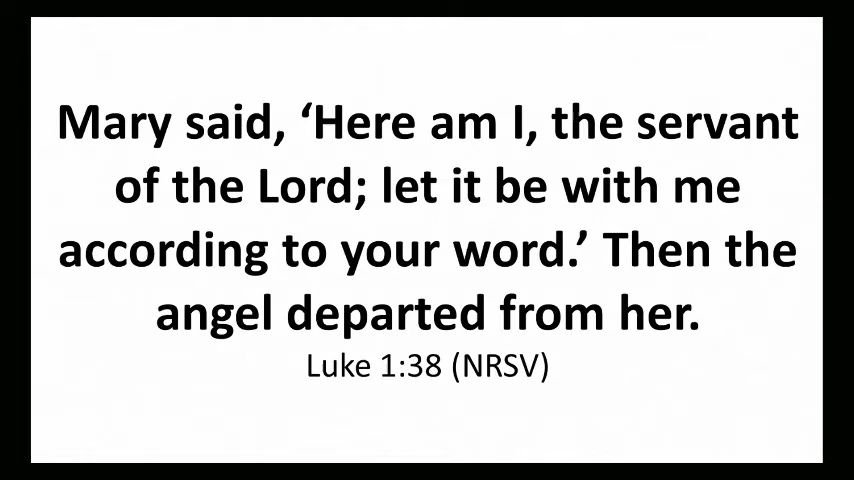 Mary said, ‘Here am I, the servant
of the Lord; let it be with me
according to your word.’ Then the
angel departed from her.
Luke 1:38 (NRSV)